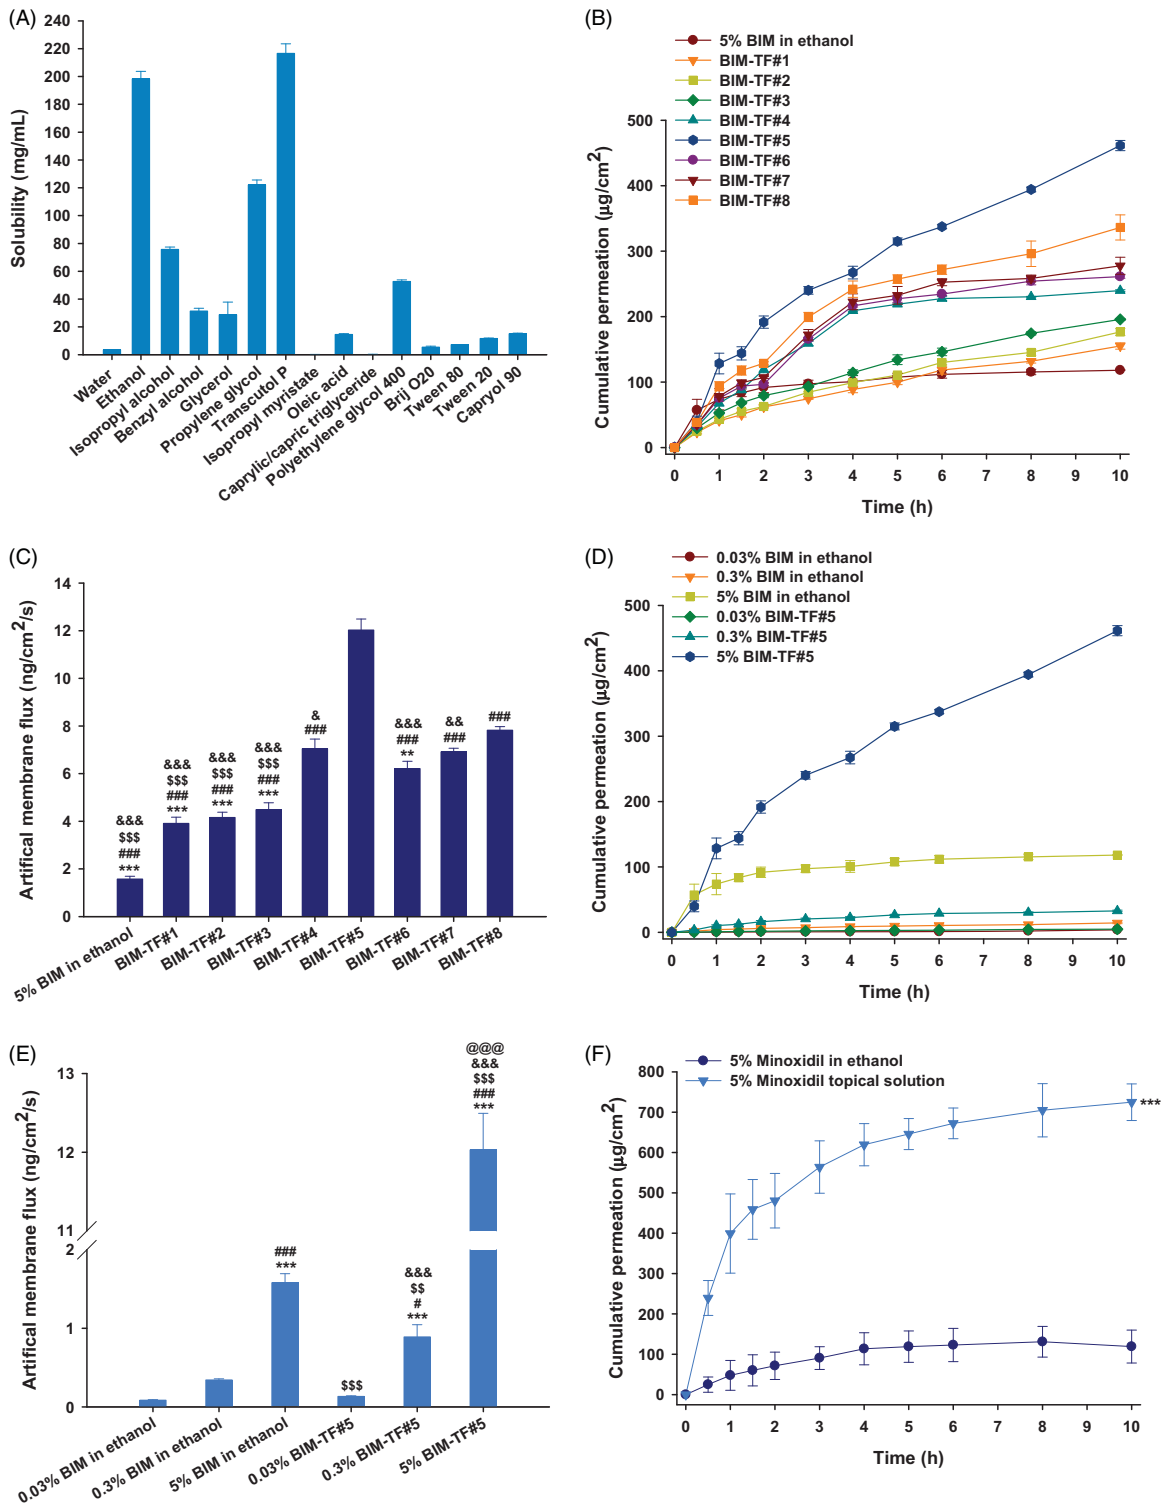 (A)
Solubility (mg/mL)
220
200
180
160
140
120
100
80
60
40
20
0
Water
Ethanol
Isopropyl alcohol
Benzyl alcohol
Glycerol
Propylene glycol
Transcutol P
Isopropyl myristate
Oleic acid
Caprylic/capric triglyceride
Polyethylene glycol 400
Brij O20
Tween 80
Tween 20
Capryol 90
(B)
5% BIM in ethanol
BIM-TF#1
BIM-TF#2
BIM-TF#3
BIM-TF#4
BIM-TF#5
BIM-TF#6
BIM-TF#7
BIM-TF#8
Cumulative permeation (μg/cm2)
500
400
300
200
100
0
0 1 2 3 4 5 6 7 8 9 10
Time (h)
(C)
Artifical membrane flux (ng/cm2/s)
14
12
10
8
6
4
2
0
&&&
$$$
###
***
&&&
$$$
###
***
&&&
$$$
###
***
&&&
$$$
###
***
&
###
&&&
###
**
&&
###
###
5% BIM in ethanol
BIM-TF#1
BIM-TF#2
BIM-TF#3
BIM-TF#4
BIM-TF#5
BIM-TF#6
BIM-TF#7
BIM-TF#8
(D)
0.03% BIM in ethanol
0.3% BIM in ethanol
5% BIM in ethanol
0.03% BIM-TF#5
0.3% BIM-TF#5
5% BIM-TF#5
Cumulative permeation (μg/cm2)
500
400
300
200
100
0
0 1 2 3 4 5 6 7 8 9 10
Time (h)
(E)
Artifical membrane flux (ng/cm2/s)
13
12
11
2
1
0
###
***
$$$
&&&
$$
#
***
@@@
&&&
$$$
###
***
0.03% BIM in ethanol
0.3% BIM in ethanol
5% BIM in ethanol
0.03% BIM-TF#5
0.3% BIM-TF#5
5% BIM-TF#5
(F)
5% Minoxidil in ethanol
5% Minoxidil topical solution
Cumulative permeation (μg/cm2)
800
700
600
500
400
300
200
100
0
***
0 1 2 3 4 5 6 7 8 9 10
Time (h)